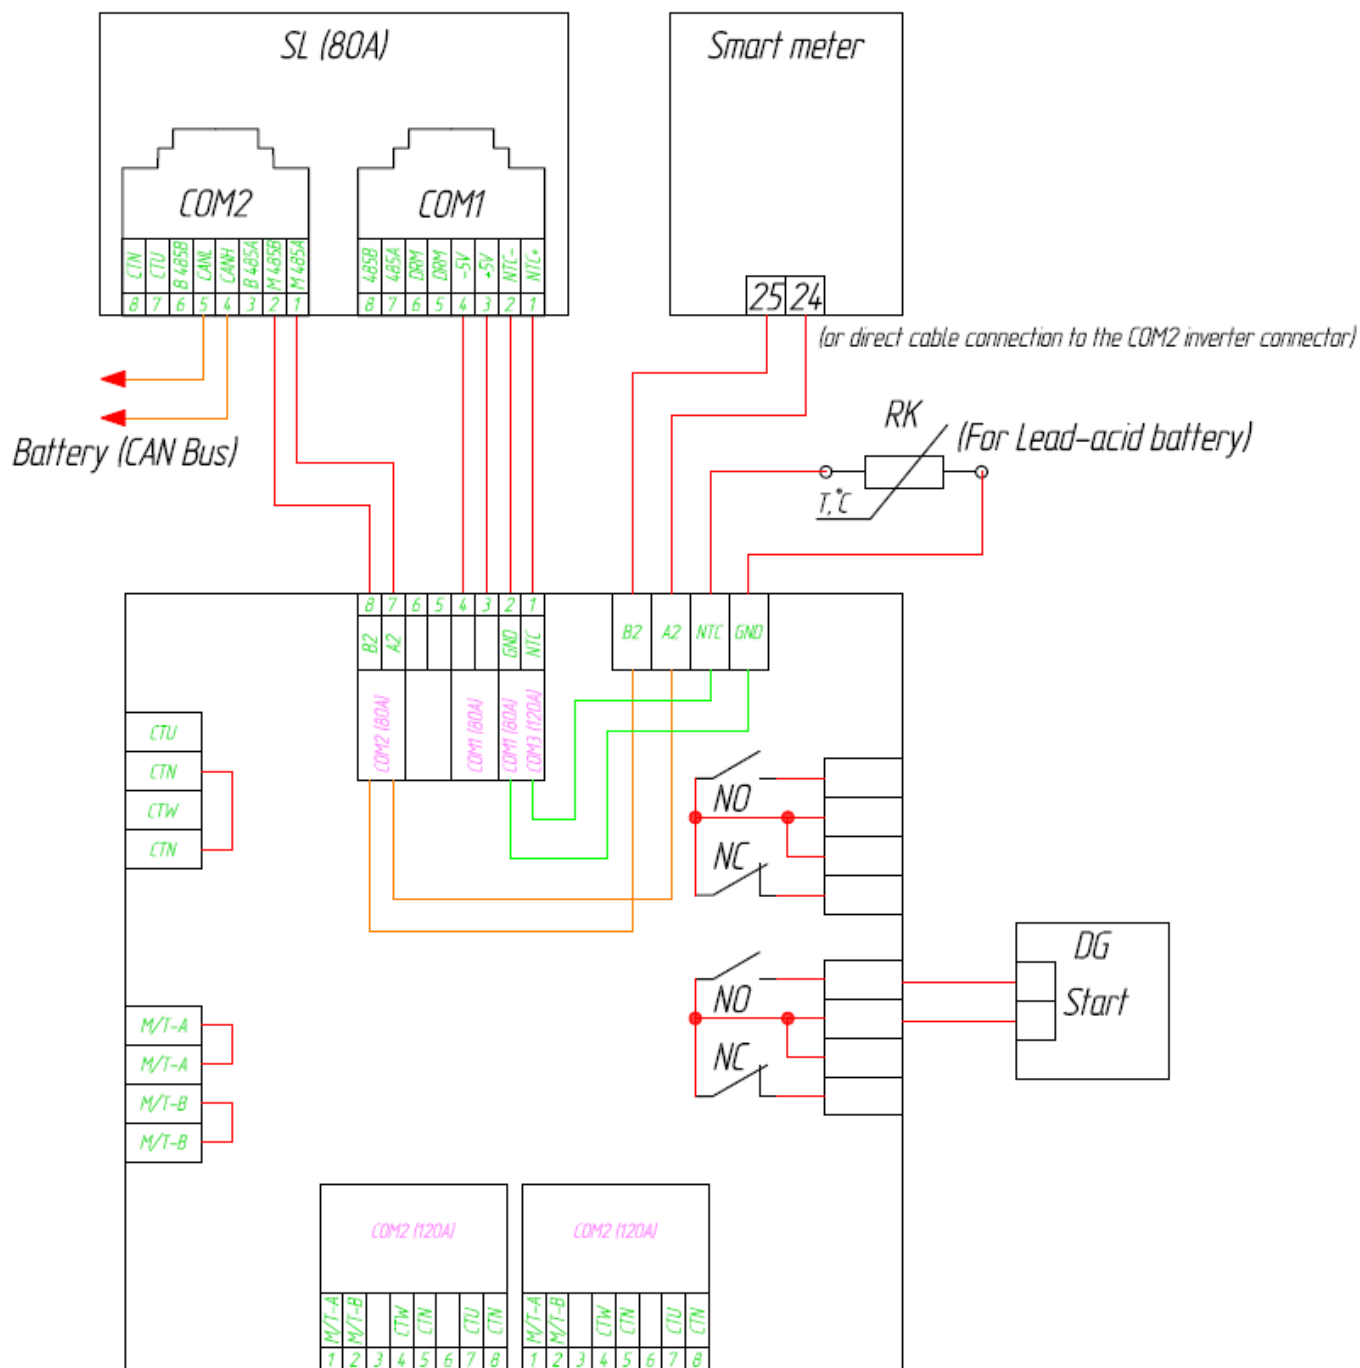 SL (80A)
Smart meter
COM2
COM1
CTN
CTU
B 485B
CANL
CANH
B 485A
M 485B
M 485A
8 7 6 5 4 3 2 1
485B
485A
DRM
DRM
-5V
+5V
NTC-
NTC+
8 7 6 5 4 3 2 1
25 24
(or direct cable connection to the COM2 inverter connector)
Battery (CAN Bus)
RK
(For Lead-acid battery)
T,°C
8 7 6 5 4 3 2 1
B2
A2
GND
NTC
B2 A2 NTC GND
COM2 (80A)
COM1 (80A)
COM1 (80A)
COM3 (120A)
CTU
CTN
CTW
CTN
NO
NC
DG
Start
NO
NC
M/T-A
M/T-A
M/T-B
M/T-B
COM2 (120A)
COM2 (120A)
M/T-A
M/T-B
CTW
CTN
CTU
CTN
1 2 3 4 5 6 7 8
M/T-A
M/T-B
CTW
CTN
CTU
CTN
1 2 3 4 5 6 7 8